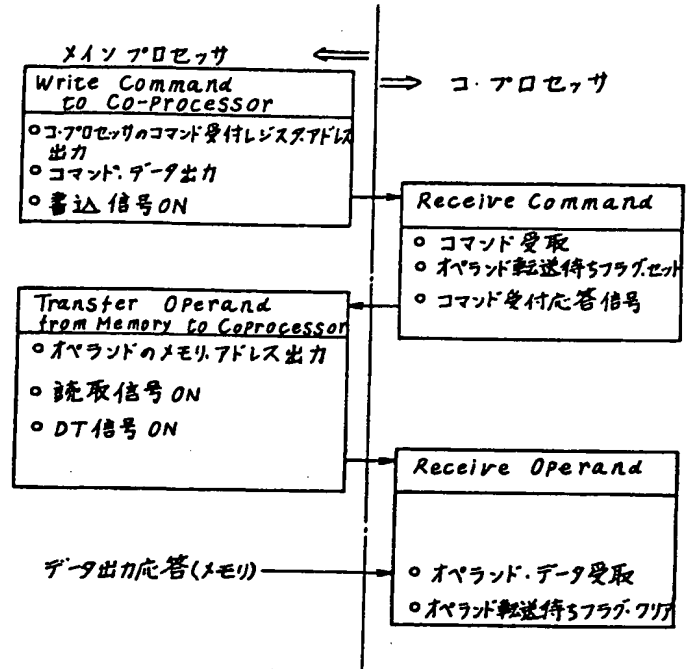 メインプロセッサ
コ・プロセッサ
Write Command
to Co-Processor
○コ・プロセッサのコマンド受付レジスタ・アドレス
出力
○コマンド・データ出力
○書込信号ON
Receive Command
○コマンド受取
○オペランド転送待ちフラグ・セット
○コマンド受付応答信号
Transfer Operand
from Memory to Coprocessor
○オペランドのメモリ・アドレス出力
○読取信号ON
○DT信号ON
Receive Operand
データ出力応答(メモリ)
○オペランド・データ受取
○オペランド転送待ちフラグ・クリア